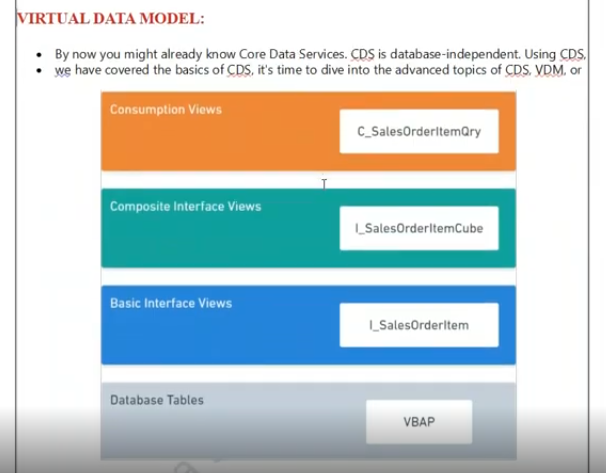 VIRTUAL DATA MODEL:
• By now you might already know Core Data Services. CDS is database-independent. Using CDS,
• we have covered the basics of CDS, it's time to dive into the advanced topics of CDS, VDM, or
Consumption Views
C_SalesOrderItemQry
Composite Interface Views
I_SalesOrderItemCube
Basic Interface Views
I_SalesOrderItem
Database Tables
VBAP